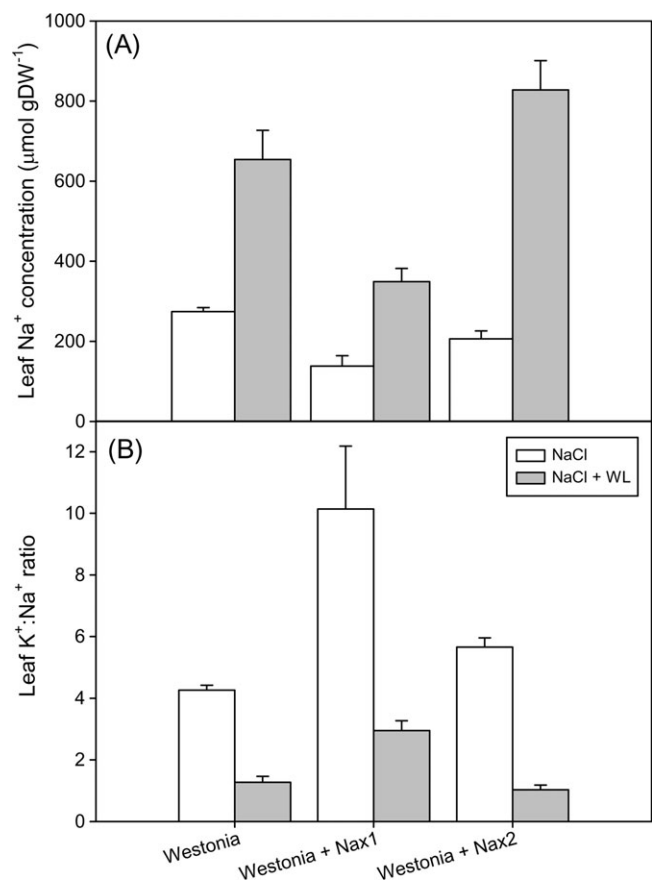 (A)
Leaf Na⁺ concentration (μmol gDW⁻¹)
1000
800
600
400
200
0
(B)
Leaf K⁺:Na⁺ ratio
12
10
8
6
4
2
0
NaCl
NaCl + WL
Westonia
Westonia + Nax1
Westonia + Nax2